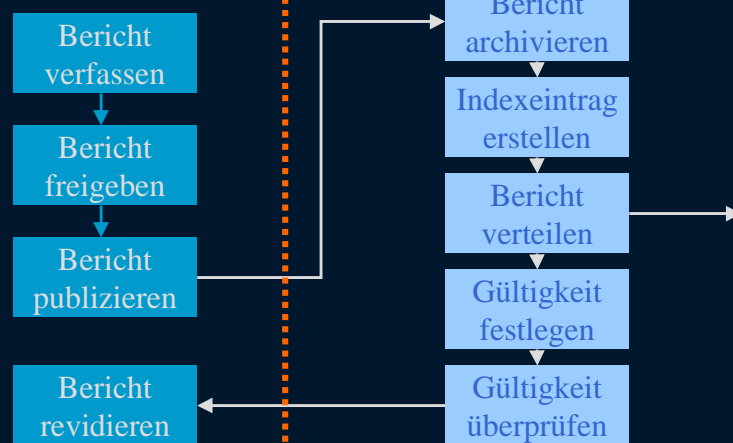 Bericht
verfassen
Bericht
freigeben
Bericht
publizieren
Bericht
revidieren
Bericht
archivieren
Indexeintrag
erstellen
Bericht
verteilen
Gültigkeit
festlegen
Gültigkeit
überprüfen